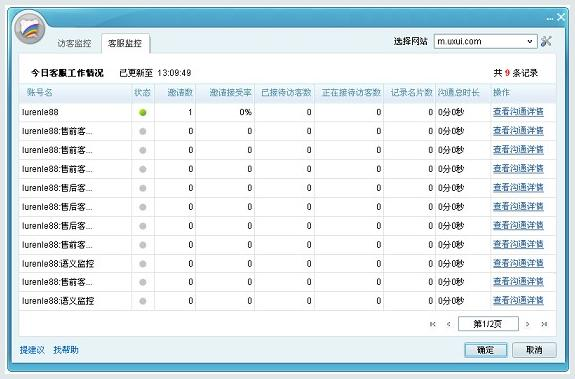 访客监控 客服监控 选择网站 m.uxui.com
今日客服工作情况 已更新至 13:09:49 共 9 条记录
账号名 状态 邀请数 邀请接受率 已接待访客数 正在接待访客数 记录名片数 沟通总时长 操作
lurenle88 1 0% 0 0 0 0分0秒 查看沟通详情
lurenle88:售前客... 0 0 0 0 0 0分0秒 查看沟通详情
lurenle88:售前客... 0 0 0 0 0 0分0秒 查看沟通详情
lurenle88:售后客... 0 0 0 0 0 0分0秒 查看沟通详情
lurenle88:售后客... 0 0 0 0 0 0分0秒 查看沟通详情
lurenle88:售后客... 0 0 0 0 0 0分0秒 查看沟通详情
lurenle88:售后客... 0 0 0 0 0 0分0秒 查看沟通详情
lurenle88:售前客... 0 0 0 0 0 0分0秒 查看沟通详情
lurenle88:语义监控 0 0 0 0 0 0分0秒 查看沟通详情
lurenle88:售前客... 0 0 0 0 0 0分0秒 查看沟通详情
lurenle88:语义监控 0 0 0 0 0 0分0秒 查看沟通详情
第1/2页
提建议 找帮助 确定 取消